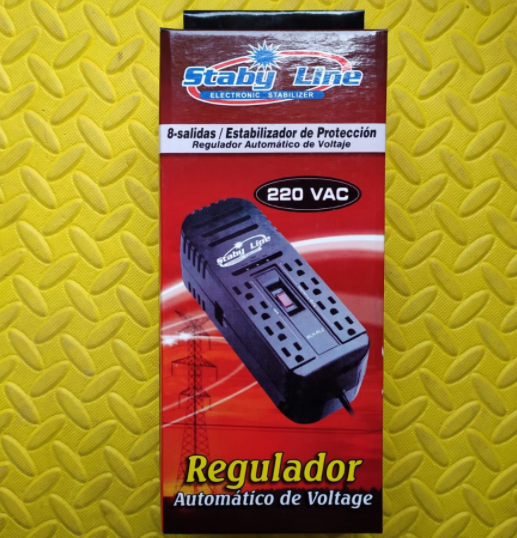 Staby Line
ELECTRONIC STABILIZER
8-salidas / Estabilizador de Protección
Regulador Automático de Voltaje
220 VAC
Staby Line
Regulador
Automático de Voltage